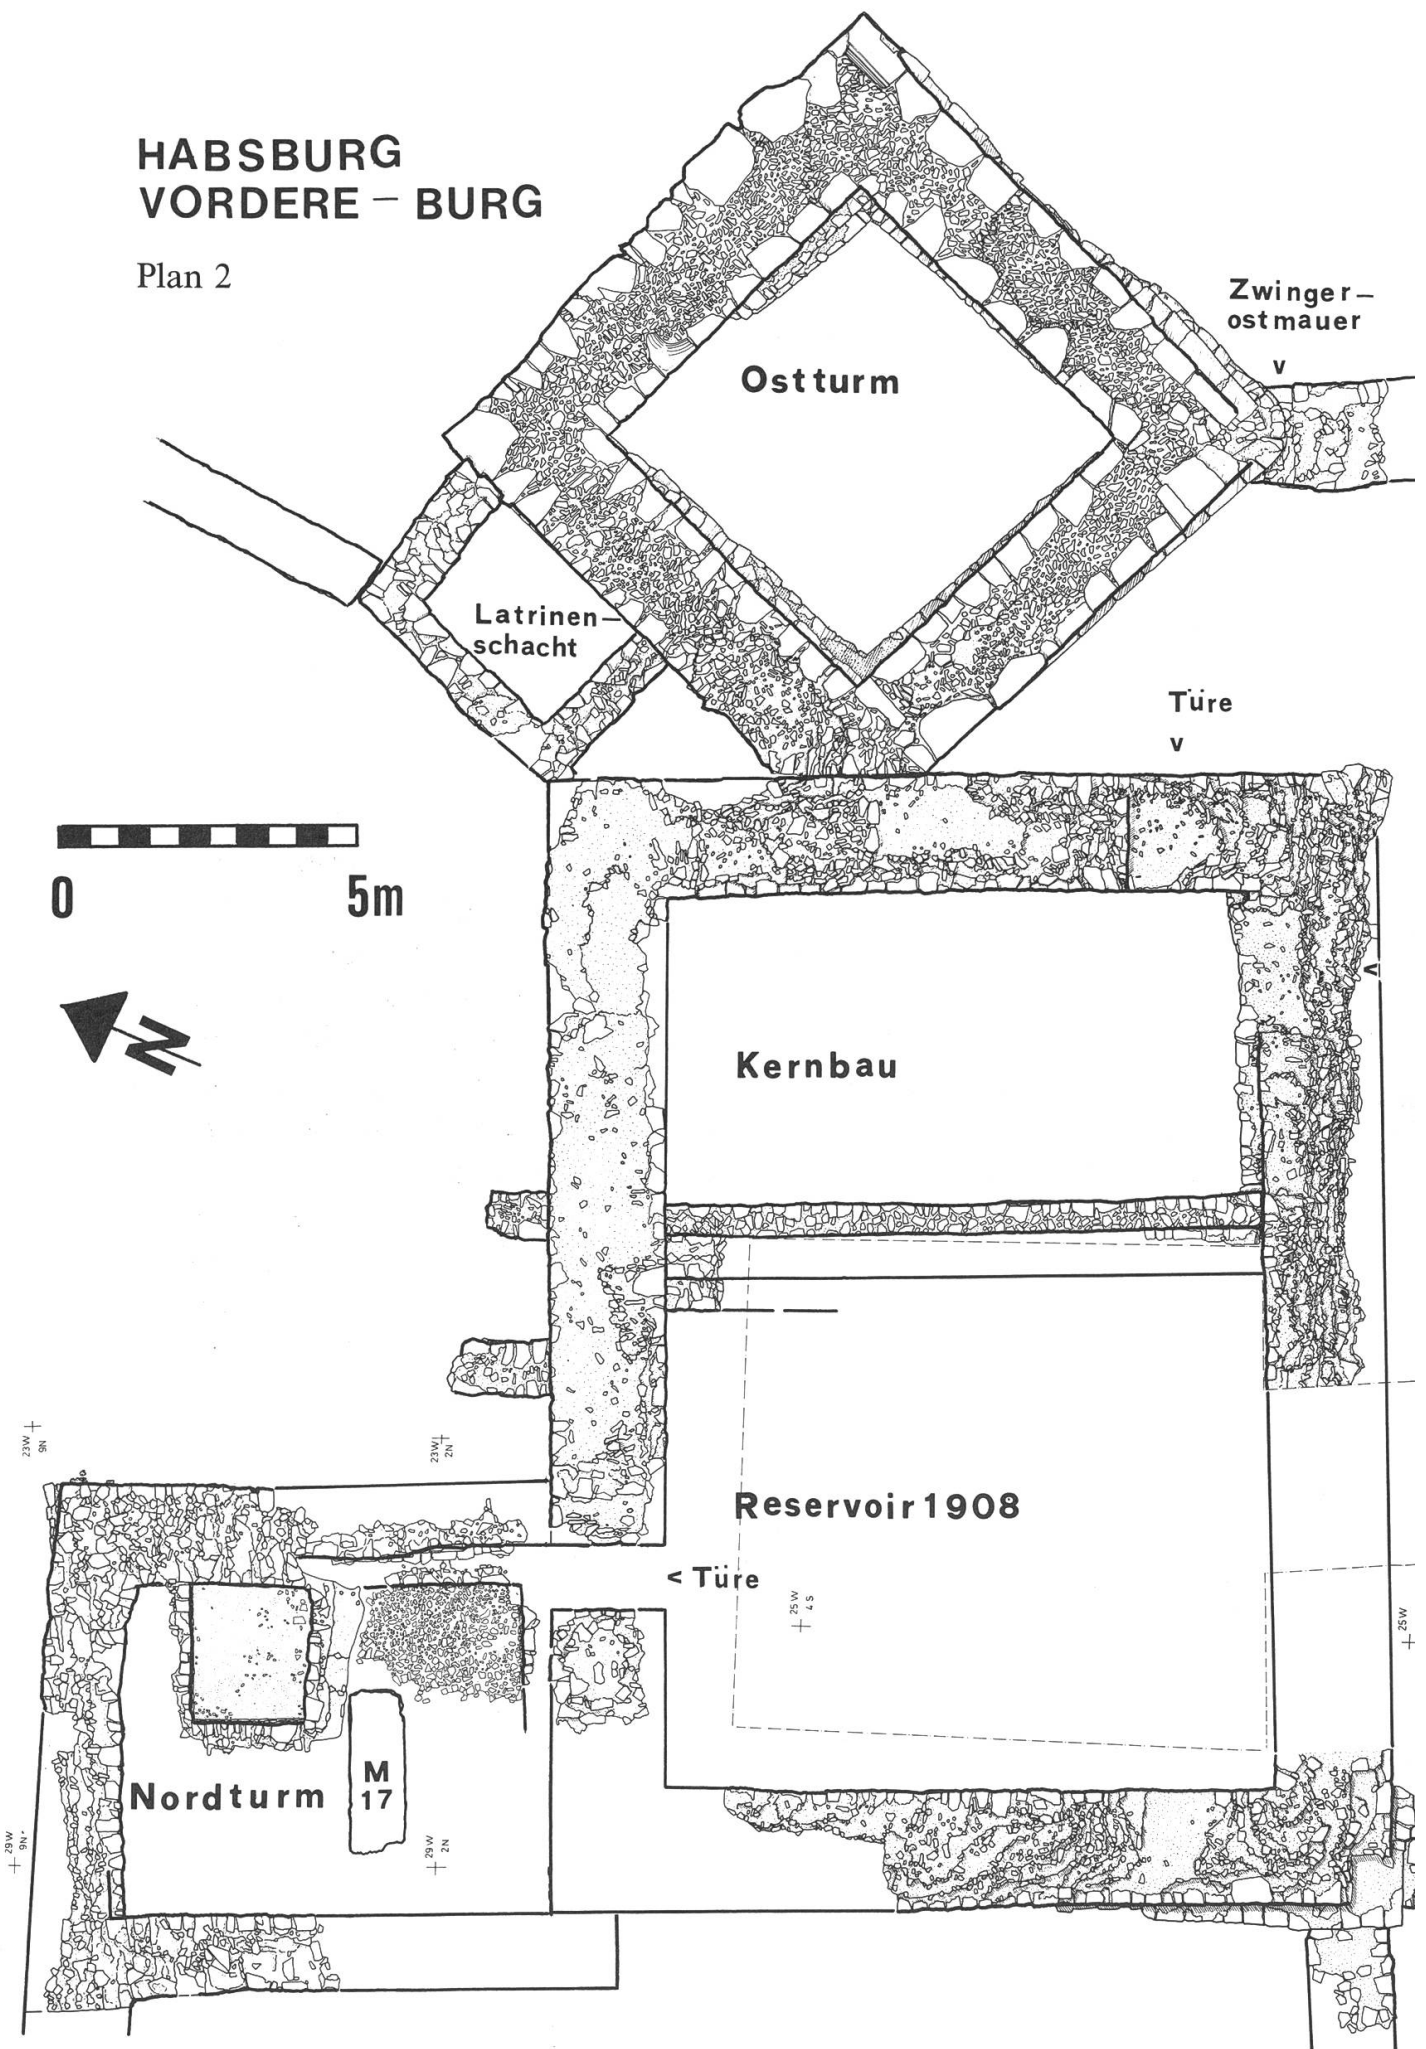 HABSBURG
VORDERE – BURG
Plan 2
Zwinger–
ostmauer
v
Ostturm
Latrinen–
schacht
Türe
v
0 5m
N
<
Kernbau
23W
9N
23W
2N
Reservoir 1908
< Türe
25W
4S
25W
M
17
Nordturm
29W
9N
29W
2N